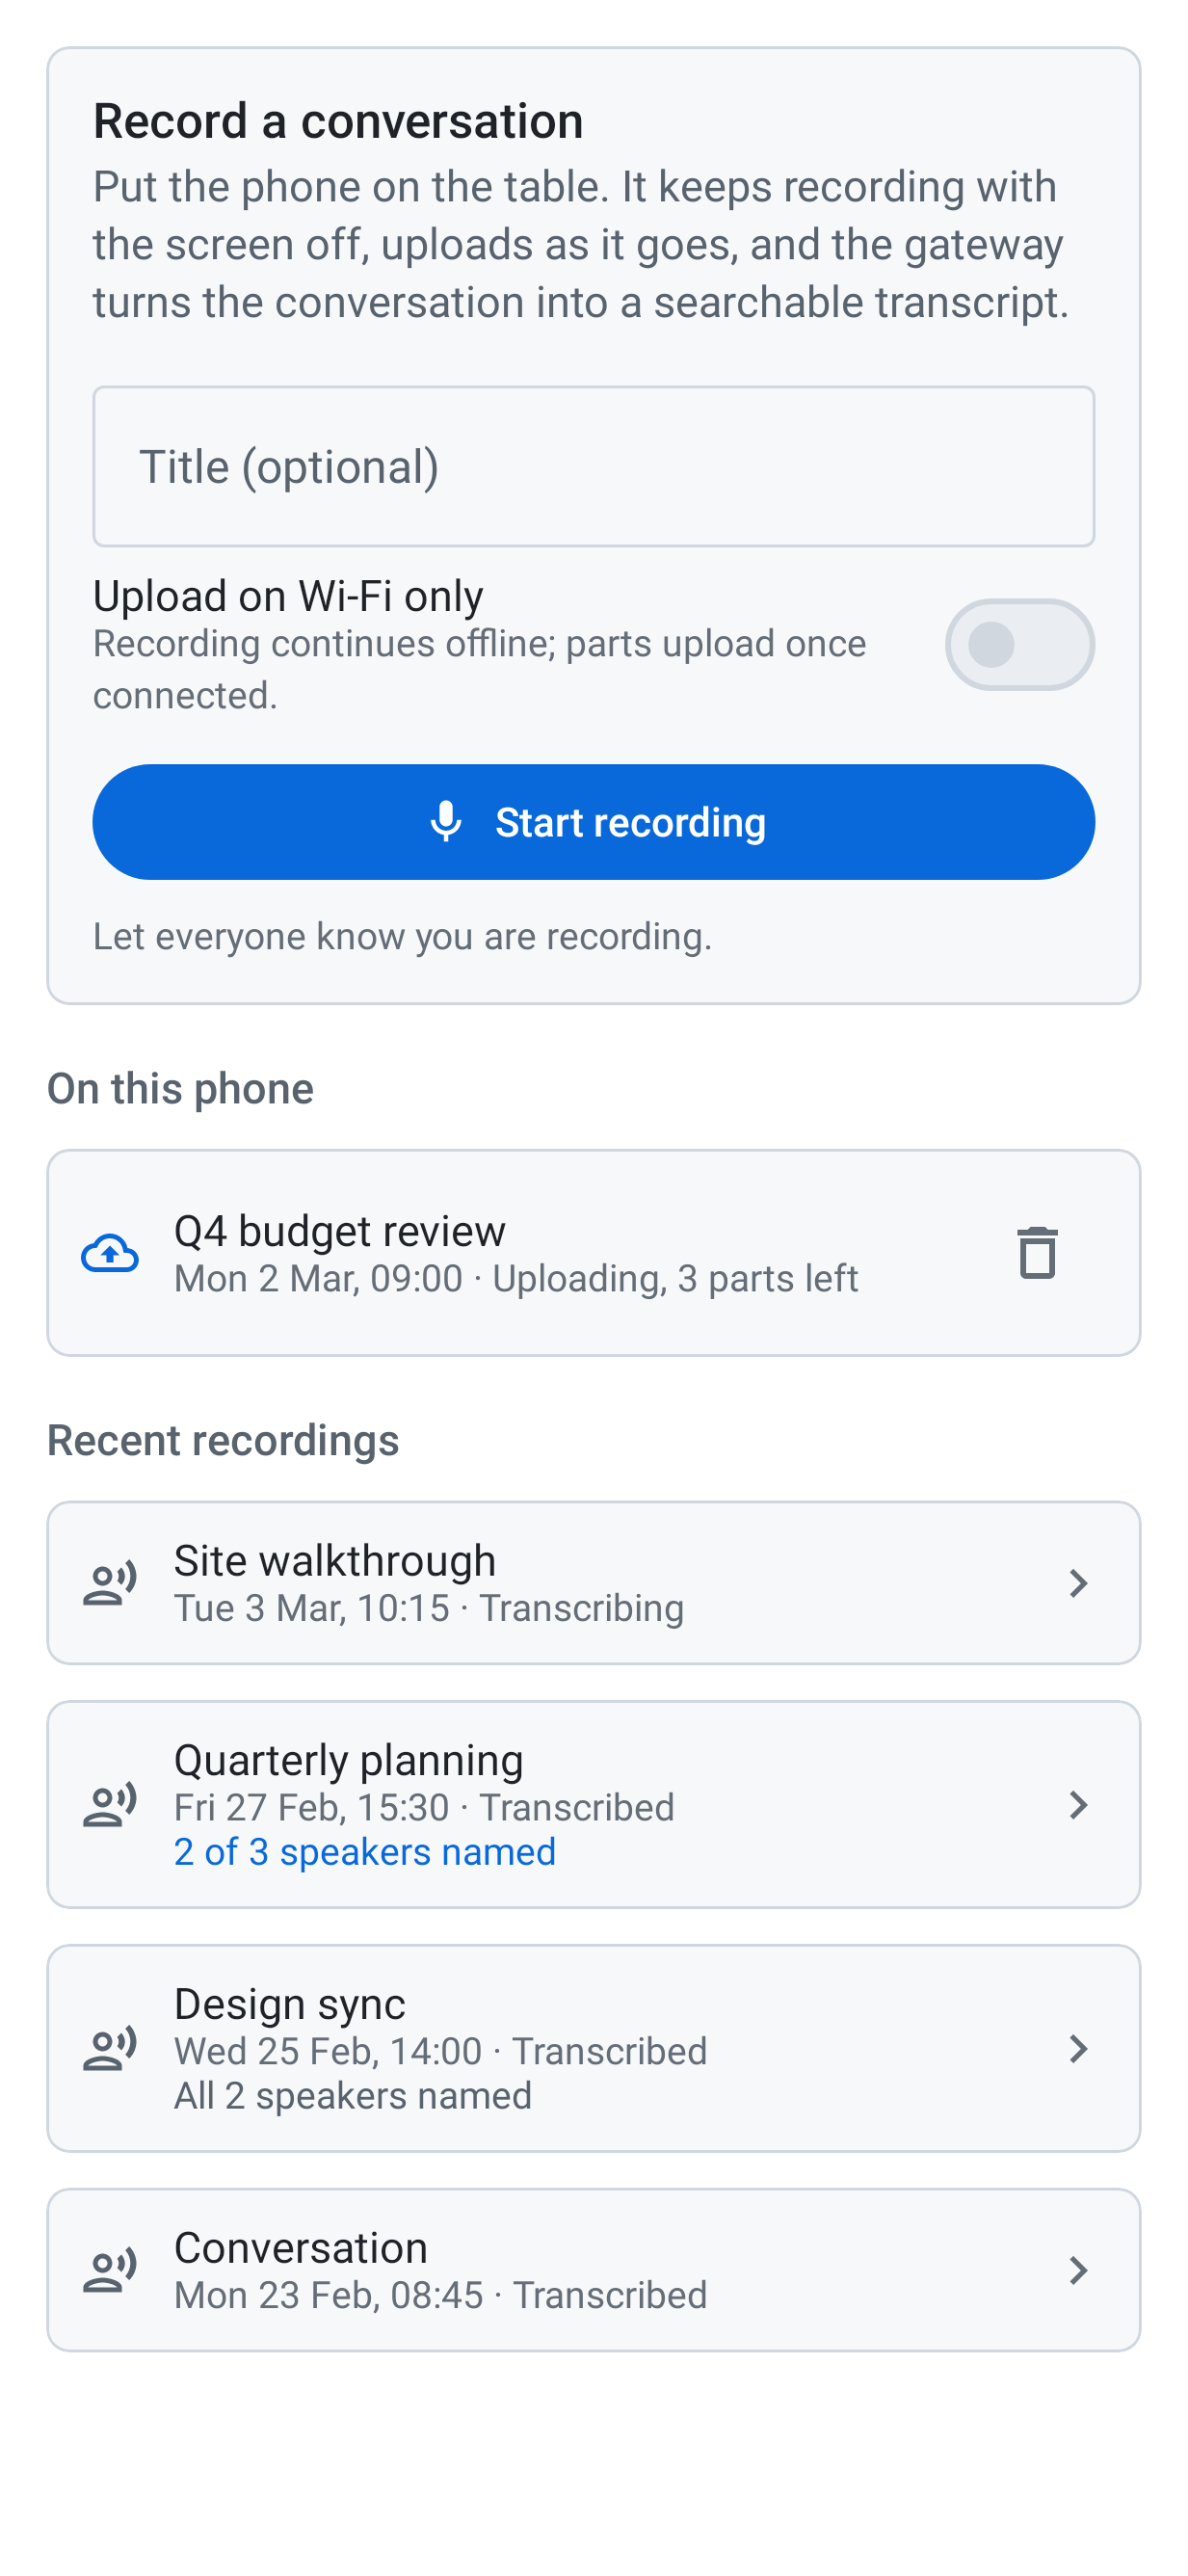 Record a conversation
Put the phone on the table. It keeps recording with
the screen off, uploads as it goes, and the gateway
turns the conversation into a searchable transcript.
Title (optional)
Upload on Wi-Fi only
Recording continues offline; parts upload once
connected.
Start recording
Let everyone know you are recording.
On this phone
Q4 budget review
Mon 2 Mar, 09:00 · Uploading, 3 parts left
Recent recordings
Site walkthrough
Tue 3 Mar, 10:15 · Transcribing
Quarterly planning
Fri 27 Feb, 15:30 · Transcribed
2 of 3 speakers named
Design sync
Wed 25 Feb, 14:00 · Transcribed
All 2 speakers named
Conversation
Mon 23 Feb, 08:45 · Transcribed